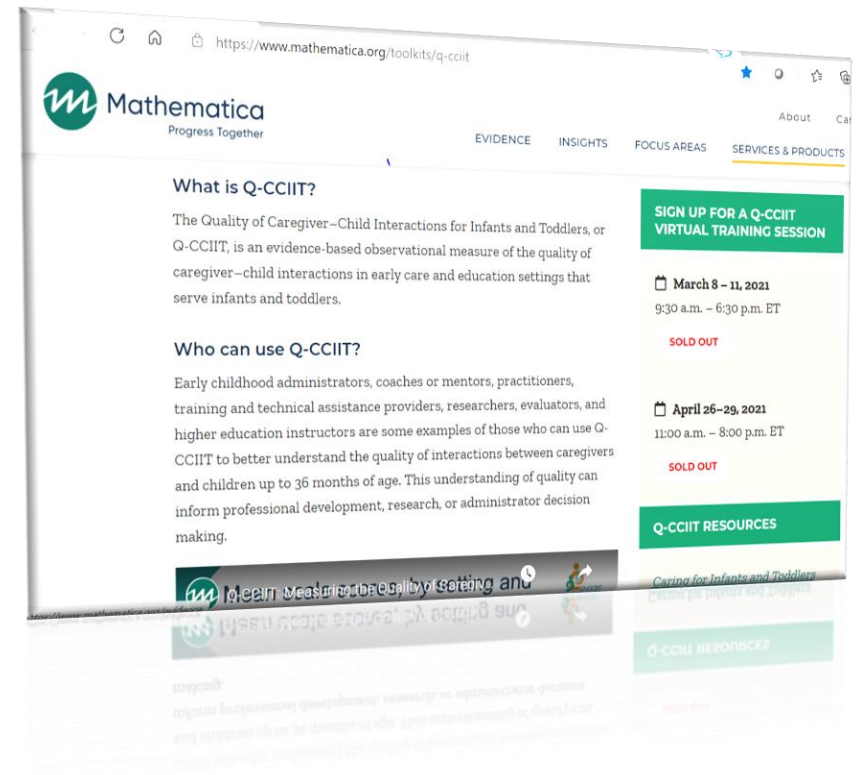 https://www.mathematica.org/toolkits/q-cciit
Mathematica
Progress Together
About
EVIDENCE INSIGHTS FOCUS AREAS SERVICES & PRODUCTS
What is Q-CCIIT?
The Quality of Caregiver–Child Interactions for Infants and Toddlers, or
Q-CCIIT, is an evidence-based observational measure of the quality of
caregiver–child interactions in early care and education settings that
serve infants and toddlers.
Who can use Q-CCIIT?
Early childhood administrators, coaches or mentors, practitioners,
training and technical assistance providers, researchers, evaluators, and
higher education instructors are some examples of those who can use Q-
CCIIT to better understand the quality of interactions between caregivers
and children up to 36 months of age. This understanding of quality can
inform professional development, research, or administrator decision
making.
Q-CCIIT: Measuring the Quality of Caregiv...
Mean scale scores, by setting and
SIGN UP FOR A Q-CCIIT
VIRTUAL TRAINING SESSION
March 8 – 11, 2021
9:30 a.m. – 6:30 p.m. ET
SOLD OUT
April 26–29, 2021
11:00 a.m. – 8:00 p.m. ET
SOLD OUT
Q-CCIIT RESOURCES
Caring for Infants and Toddlers